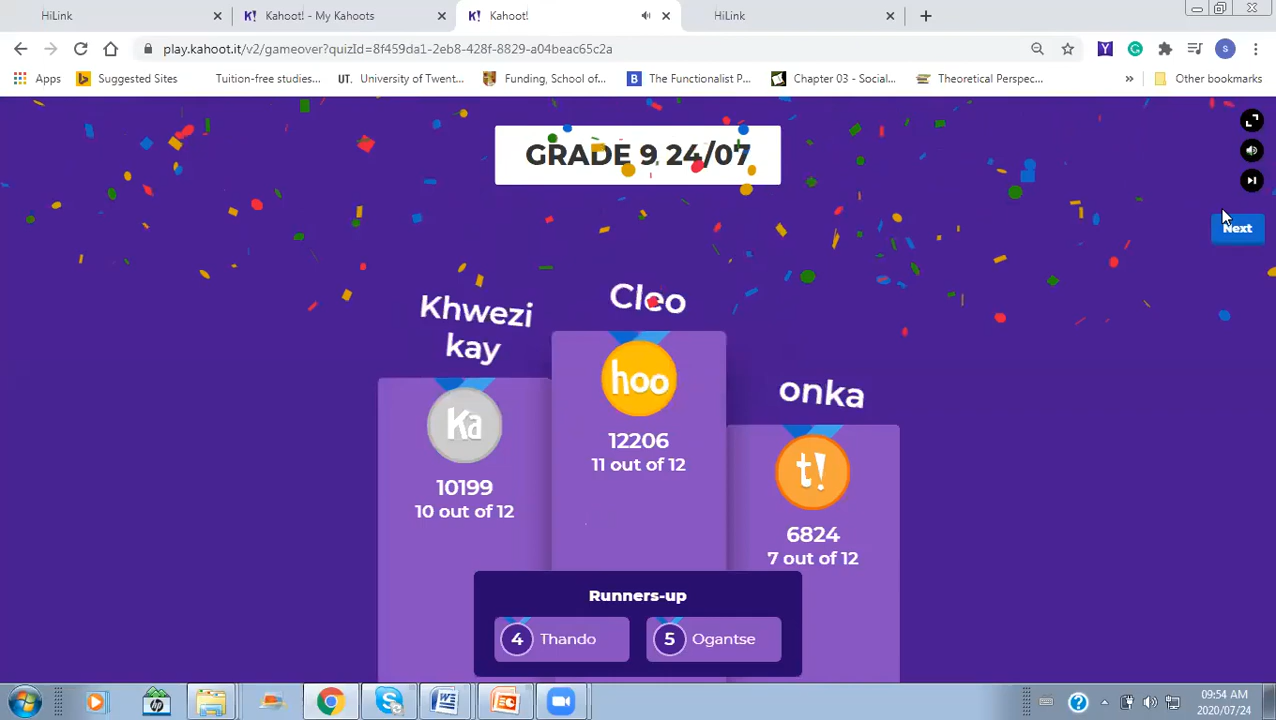 HiLink
K! Kahoot! - My Kahoots
K! Kahoot!
HiLink
play.kahoot.it/v2/gameover?quizId=8f459da1-2eb8-428f-8829-a04beac65c2a
Y
G
s
Apps
Suggested Sites
Tuition-free studies...
UT. University of Twent...
Funding, School of...
B The Functionalist P...
Chapter 03 - Social...
Theoretical Perspec...
»
Other bookmarks
GRADE 9 24/07
Next
Khwezi
kay
Cleo
onka
Ka
hoo
t!
12206
11 out of 12
10199
10 out of 12
6824
7 out of 12
Runners-up
4 Thando
5 Ogantse
09:54 AM
2020/07/24